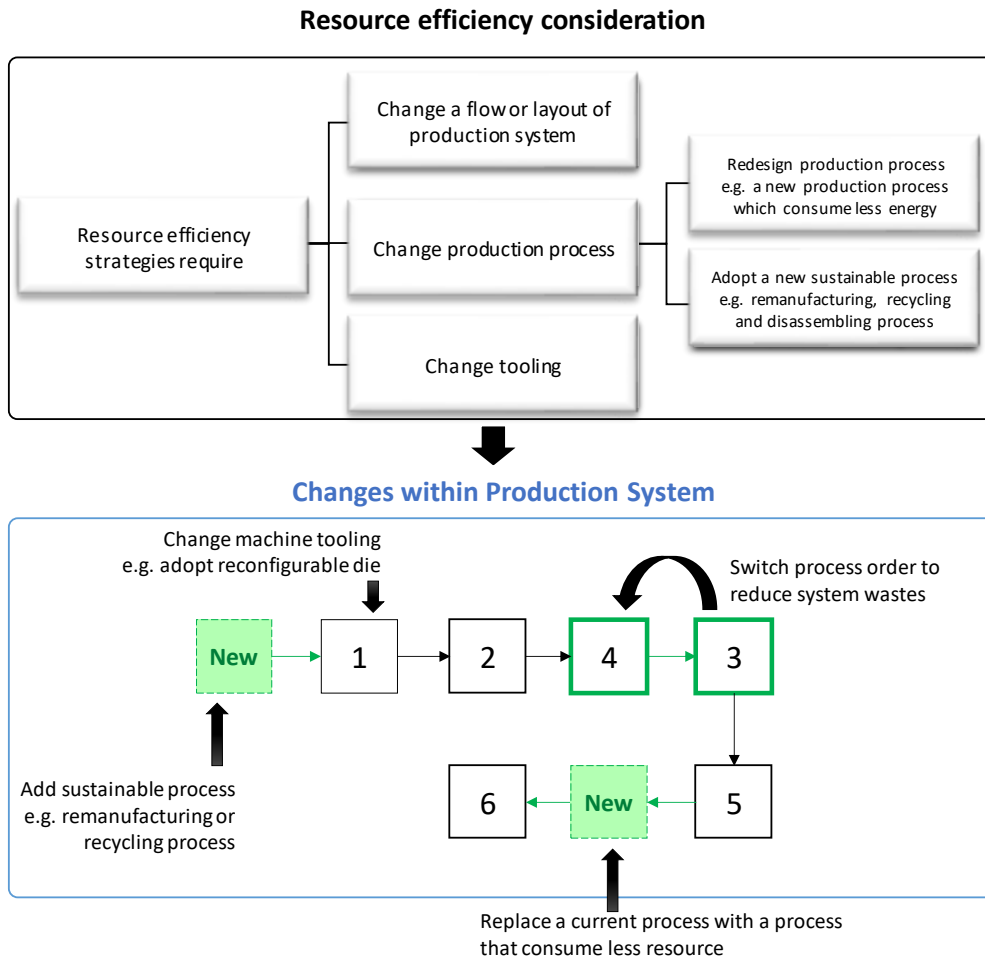 Resource efficiency consideration
Change a flow or layout of
production system
Redesign production process
e.g. a new production process
which consume less energy
Resource efficiency
strategies require
Change production process
Adopt a new sustainable process
e.g. remanufacturing, recycling
and disassembling process
Change tooling
Changes within Production System
Change machine tooling
e.g. adopt reconfigurable die
Switch process order to
reduce system wastes
New
1
2
4
3
Add sustainable process
e.g. remanufacturing or
recycling process
6
New
5
Replace a current process with a process
that consume less resource